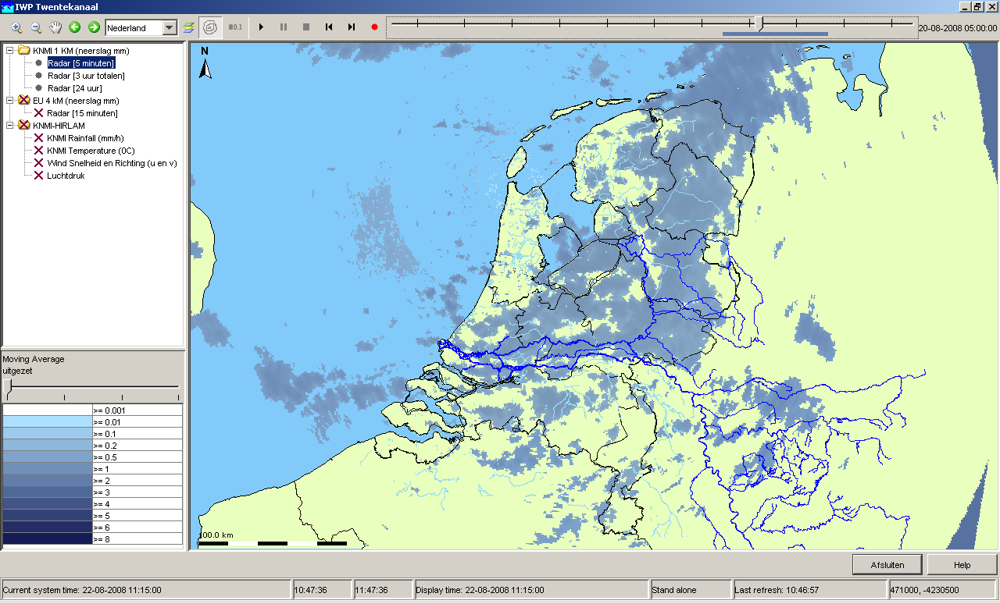 IWP Twentekanaal
Nederland
00.1
20-08-2008 05:00:00
KNMI 1 KM (neerslag mm)
Radar [5 minuten]
Radar [3 uur totalen]
Radar [24 uur]
EU 4 kM (neerslag mm)
Radar [15 minuten]
KNMI-HIRLAM
KNMI Rainfall (mm/h)
KNMI Temperature (0C)
Wind Snelheid en Richting (u en v)
Luchtdruk
N
100.0 km
Moving Average
uitgezet
>= 0.001
>= 0.01
>= 0.1
>= 0.2
>= 0.5
>= 1
>= 2
>= 3
>= 4
>= 5
>= 6
>= 8
Afsluiten
Help
Current system time: 22-08-2008 11:15:00
10:47:36
11:47:36
Display time: 22-08-2008 11:15:00
Stand alone
Last refresh: 10:46:57
471000, -4230500